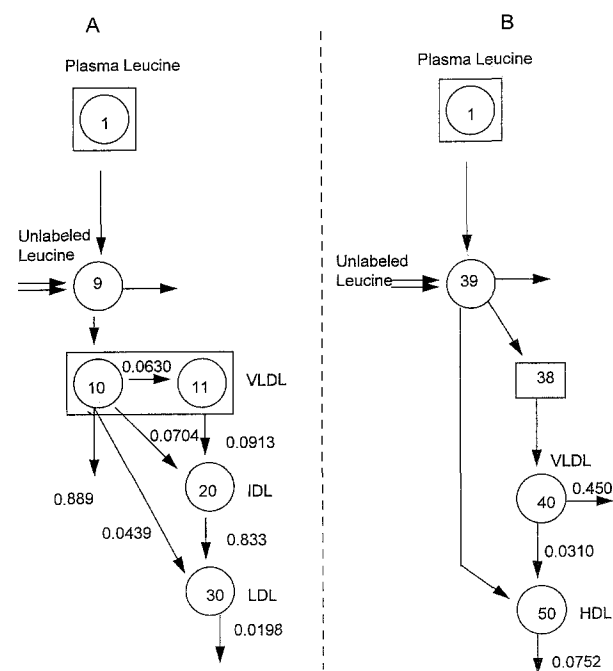 A
Plasma Leucine
1
Unlabeled
Leucine
9
0.0630
10
11
VLDL
0.0704
0.0913
0.889
20
IDL
0.0439
0.833
30
LDL
0.0198
B
Plasma Leucine
1
Unlabeled
Leucine
39
38
VLDL
0.450
40
0.0310
50
HDL
0.0752